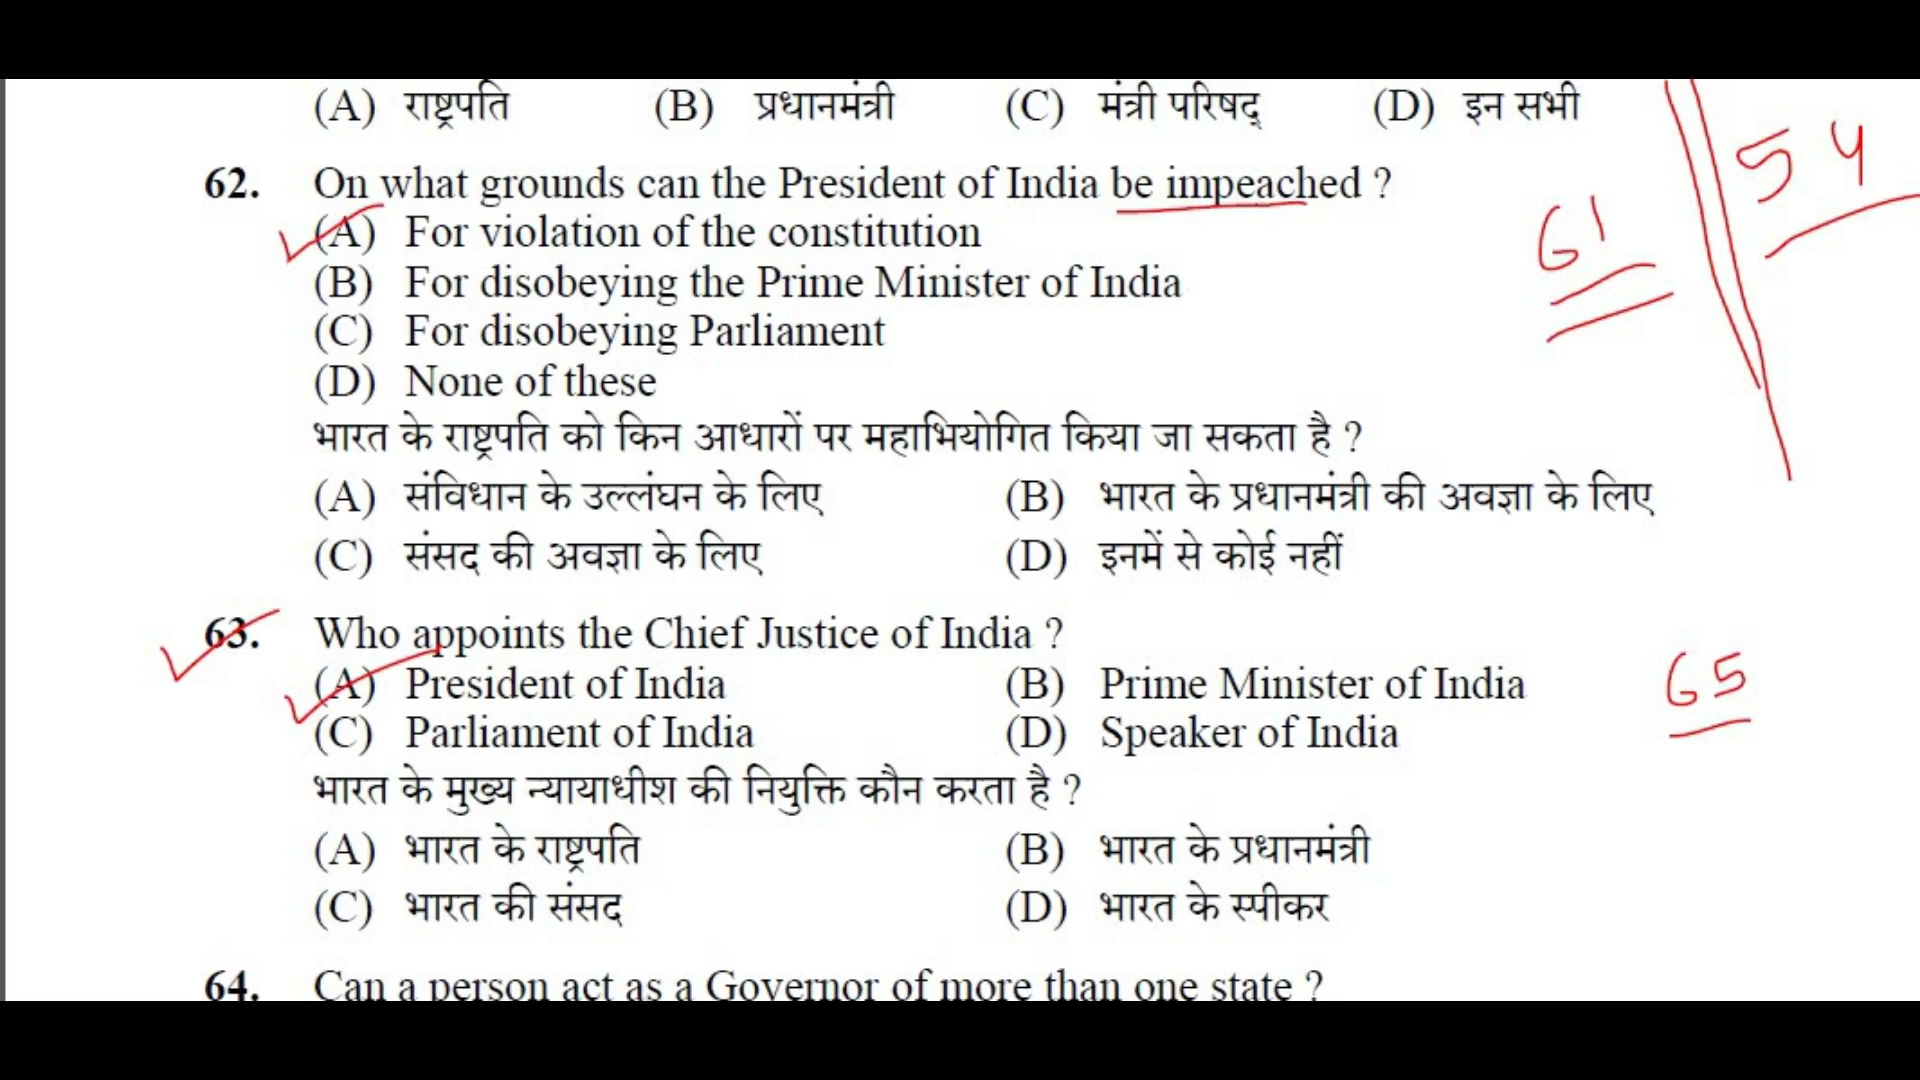 (A) राष्ट्रपति (B) प्रधानमंत्री (C) मंत्री परिषद् (D) इन सभी
54
62. On what grounds can the President of India be impeached ?
61
(A) For violation of the constitution
(B) For disobeying the Prime Minister of India
(C) For disobeying Parliament
(D) None of these
भारत के राष्ट्रपति को किन आधारों पर महाभियोगित किया जा सकता है ?
(A) संविधान के उल्लंघन के लिए (B) भारत के प्रधानमंत्री की अवज्ञा के लिए
(C) संसद की अवज्ञा के लिए (D) इनमें से कोई नहीं
63. Who appoints the Chief Justice of India ?
(A) President of India (B) Prime Minister of India
65
(C) Parliament of India (D) Speaker of India
भारत के मुख्य न्यायाधीश की नियुक्ति कौन करता है ?
(A) भारत के राष्ट्रपति (B) भारत के प्रधानमंत्री
(C) भारत की संसद (D) भारत के स्पीकर
64. Can a person act as a Governor of more than one state ?